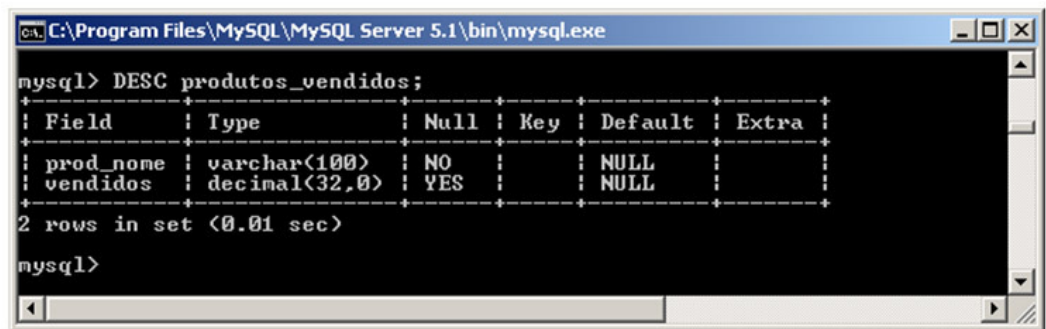 C:\Program Files\MySQL\MySQL Server 5.1\bin\mysql.exe
mysql> DESC produtos_vendidos;
+-----------+---------------+------+-----+---------+-------+
| Field | Type | Null | Key | Default | Extra |
+-----------+---------------+------+-----+---------+-------+
| prod_nome | varchar(100) | NO | | NULL | |
| vendidos | decimal(32,0) | YES | | NULL | |
+-----------+---------------+------+-----+---------+-------+
2 rows in set (0.01 sec)
mysql>